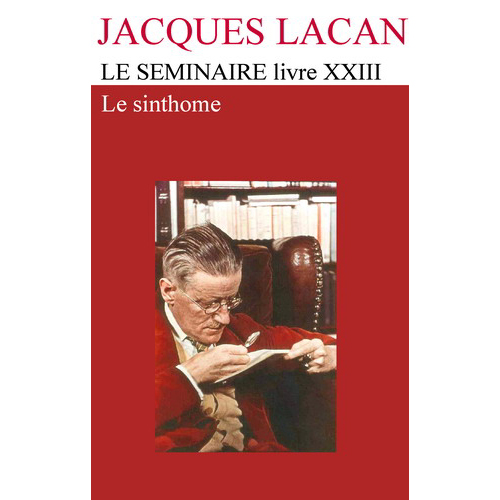 JACQUES LACAN
LE SEMINAIRE livre XXIII
Le sinthome